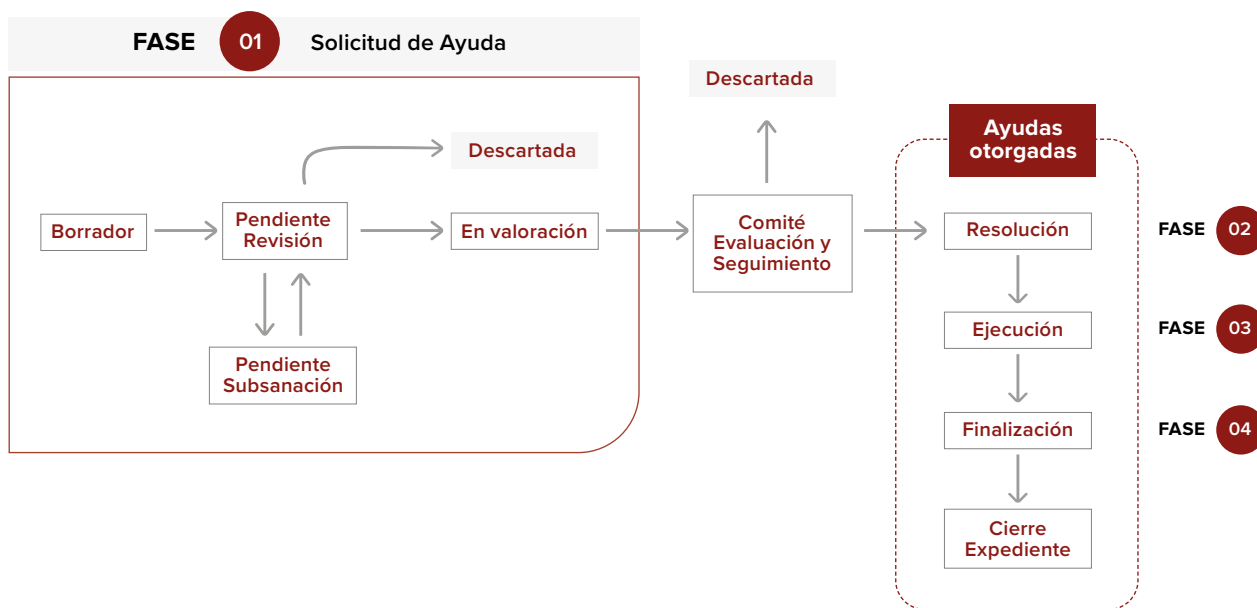 FASE 01 Solicitud de Ayuda
Descartada
Borrador
Pendiente
Revisión
En valoración
Pendiente
Subsanación
Descartada
Comité
Evaluación y
Seguimiento
Ayudas
otorgadas
Resolución
FASE 02
Ejecución
FASE 03
Finalización
FASE 04
Cierre
Expediente